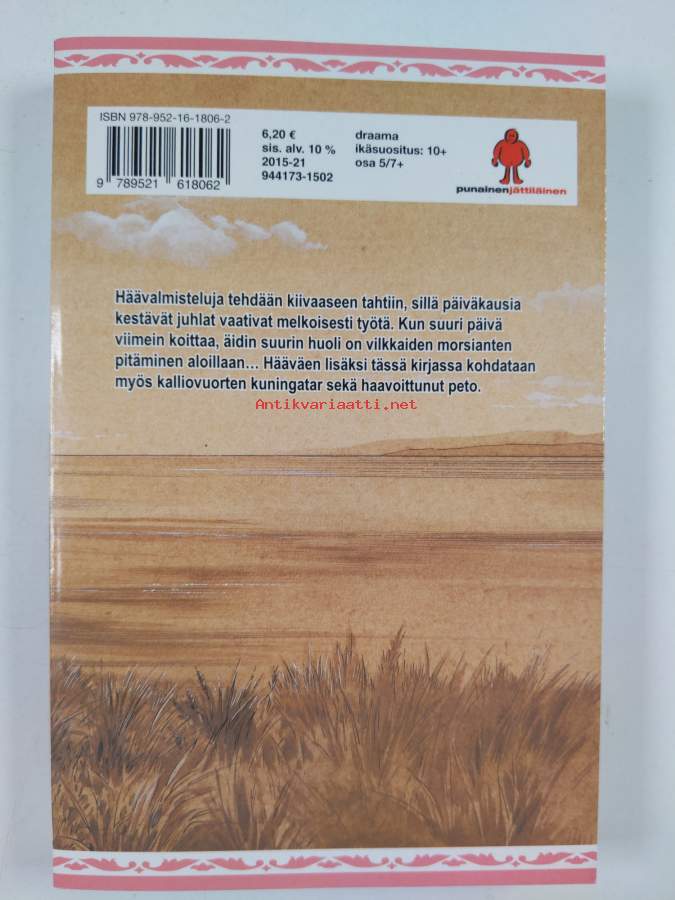 ISBN 978-952-16-1806-2
9 789521 618062
6,20 €
sis. alv. 10 %
2015-21
944173-1502
draama
ikäsuositus: 10+
osa 5/7+
punainenjättiläinen
Häävalmisteluja tehdään kiivaaseen tahtiin, sillä päiväkausia
kestävät juhlat vaativat melkoisesti työtä. Kun suuri päivä
viimein koittaa, äidin suurin huoli on vilkkaiden morsianten
pitäminen aloillaan... Hääväen lisäksi tässä kirjassa kohdataan
myös kalliovuorten kuningatar sekä haavoittunut peto.
Antikvariaatti.net